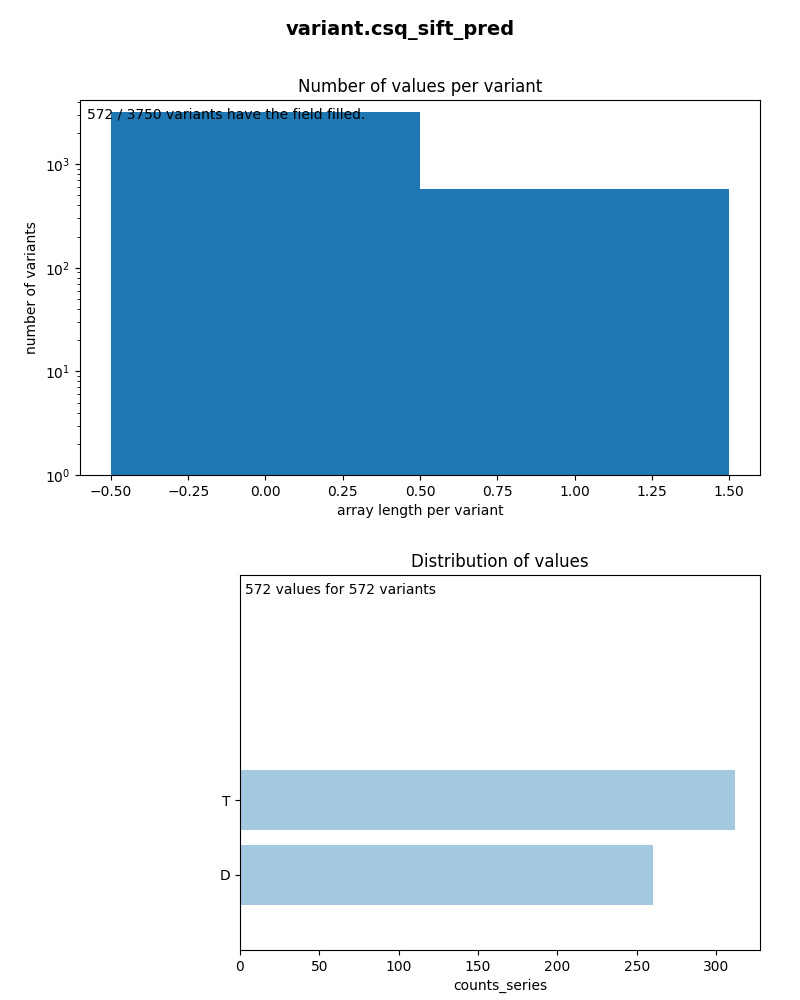 variant.csq_sift_pred
Number of values per variant
572 / 3750 variants have the field filled.
number of variants
10³
10²
10¹
10⁰
−0.50 −0.25 0.00 0.25 0.50 0.75 1.00 1.25 1.50
array length per variant
Distribution of values
572 values for 572 variants
T
D
0 50 100 150 200 250 300
counts_series